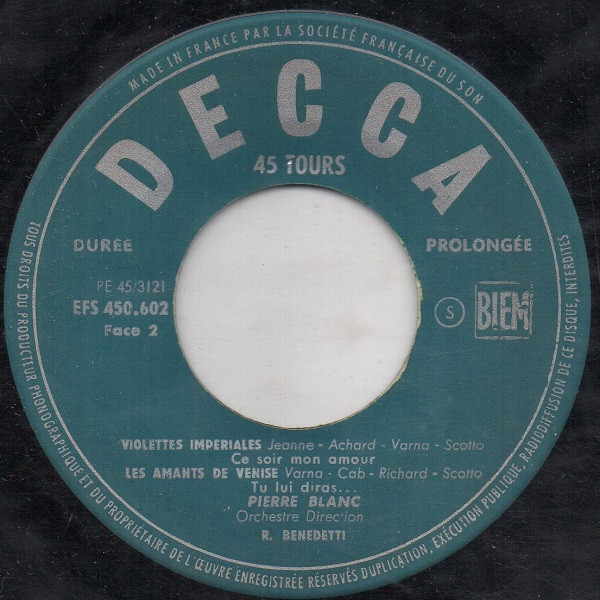 MADE IN FRANCE PAR LA SOCIÉTÉ FRANÇAISE DU SON
DECCA
45 TOURS
DURÉE PROLONGÉE
PE 45/3121
EFS 450.602
Face 2
S
BIEM
VIOLETTES IMPERIALES Jeanne - Achard - Varna - Scotto
Ce soir mon amour
LES AMANTS DE VENISE Varna - Cab - Richard - Scotto
Tu lui diras...
PIERRE BLANC
Orchestre Direction
R. BENEDETTI
TOUS DROITS DU PRODUCTEUR PHONOGRAPHIQUE ET DU PROPRIÉTAIRE DE L'ŒUVRE ENREGISTRÉE RÉSERVÉS DUPLICATION, EXÉCUTION PUBLIQUE, RADIODIFFUSION DE CE DISQUE, INTERDITES